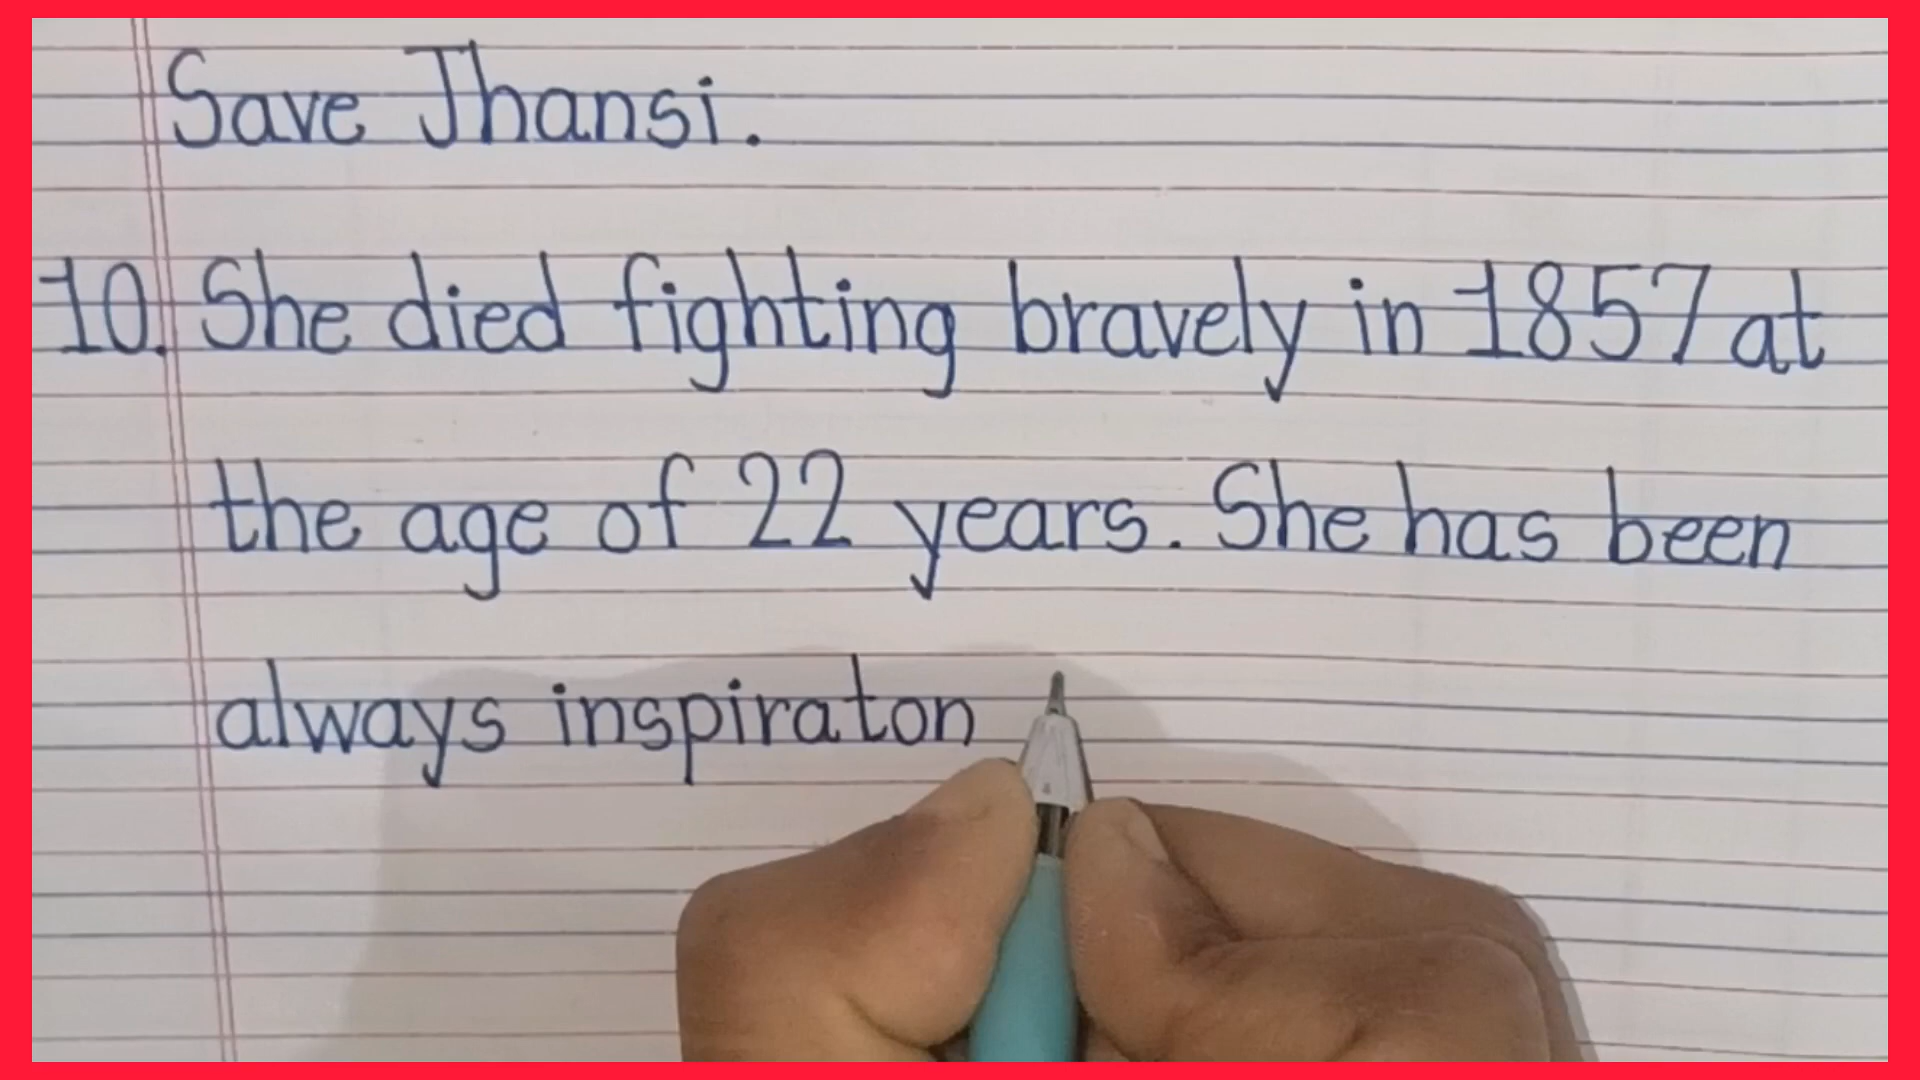 Save Jhansi.
10. She died fighting bravely in 1857 at
the age of 22 years. She has been
always inspiraton